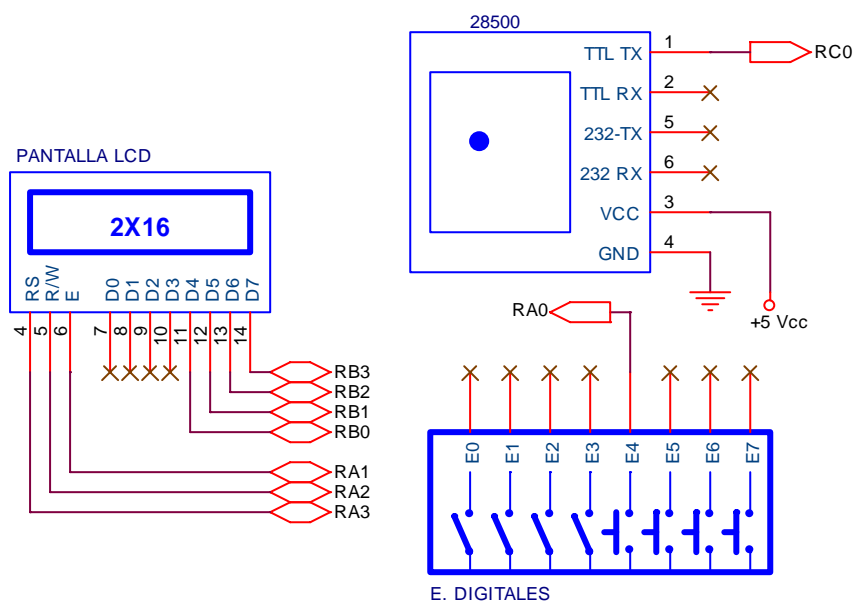 28500
TTL TX 1 RC0
TTL RX 2
232-TX 5
232 RX 6
VCC 3
GND 4
+5 Vcc
PANTALLA LCD
2X16
RS R/W E D0 D1 D2 D3 D4 D5 D6 D7
4 5 6 7 8 9 10 11 12 13 14
RB3
RB2
RB1
RB0
RA1
RA2
RA3
RA0
E0 E1 E2 E3 E4 E5 E6 E7
E. DIGITALES